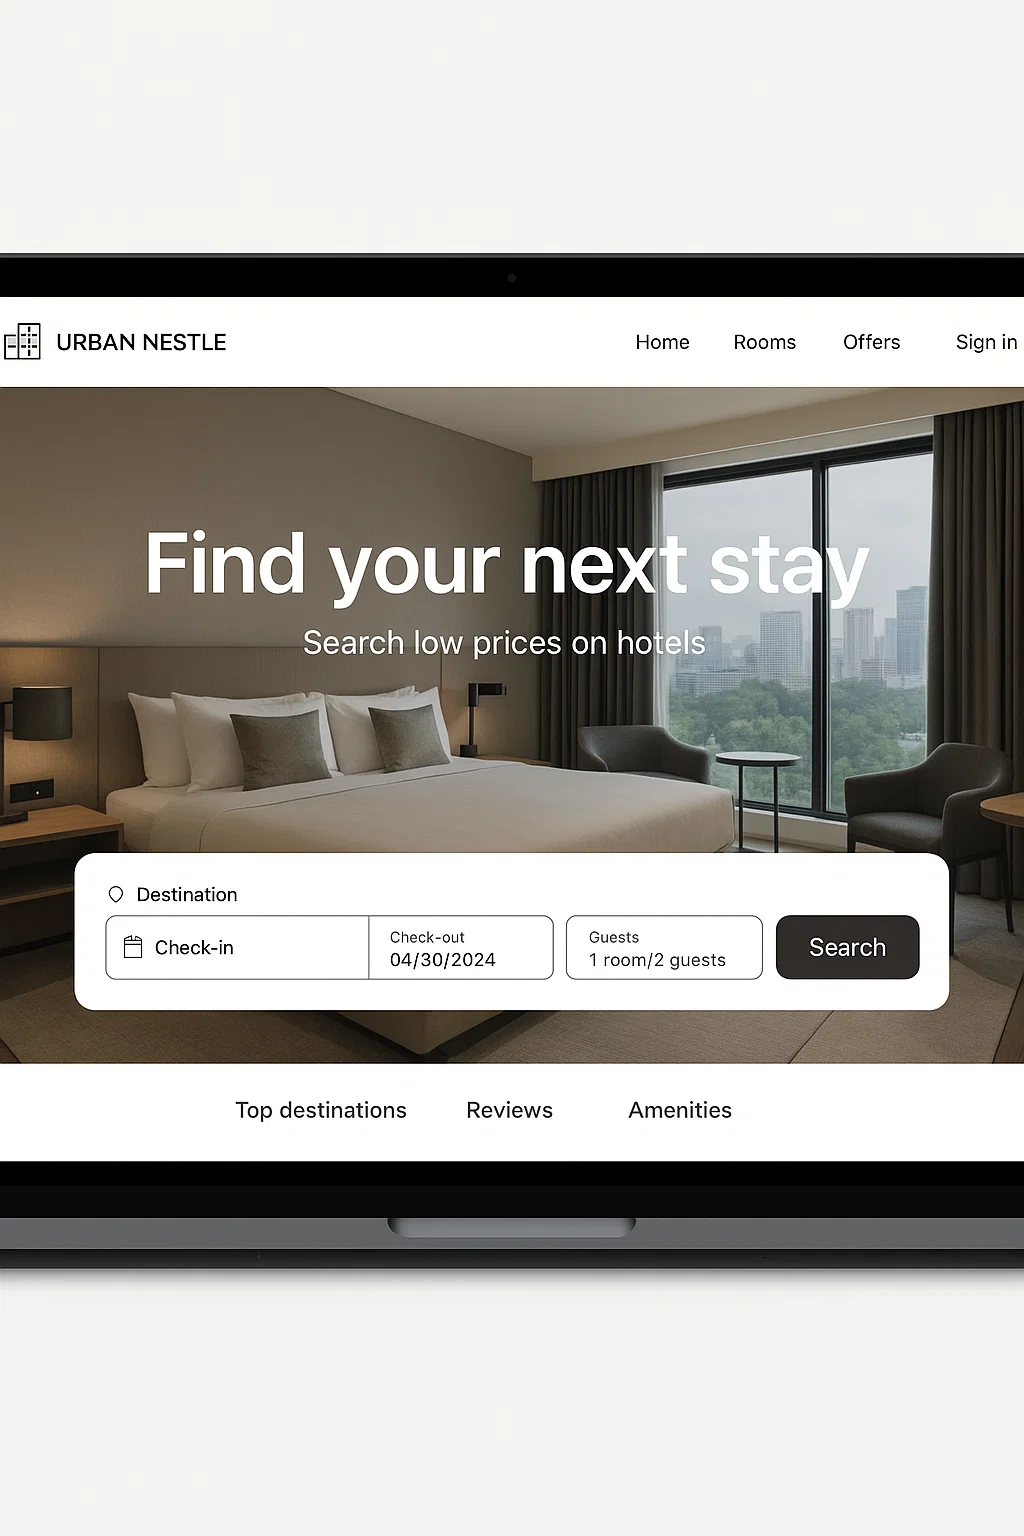 URBAN NESTLE
Home Rooms Offers Sign in
Find your next stay
Search low prices on hotels
Destination
Check-in
Check-out
04/30/2024
Guests
1 room/2 guests
Search
Top destinations Reviews Amenities